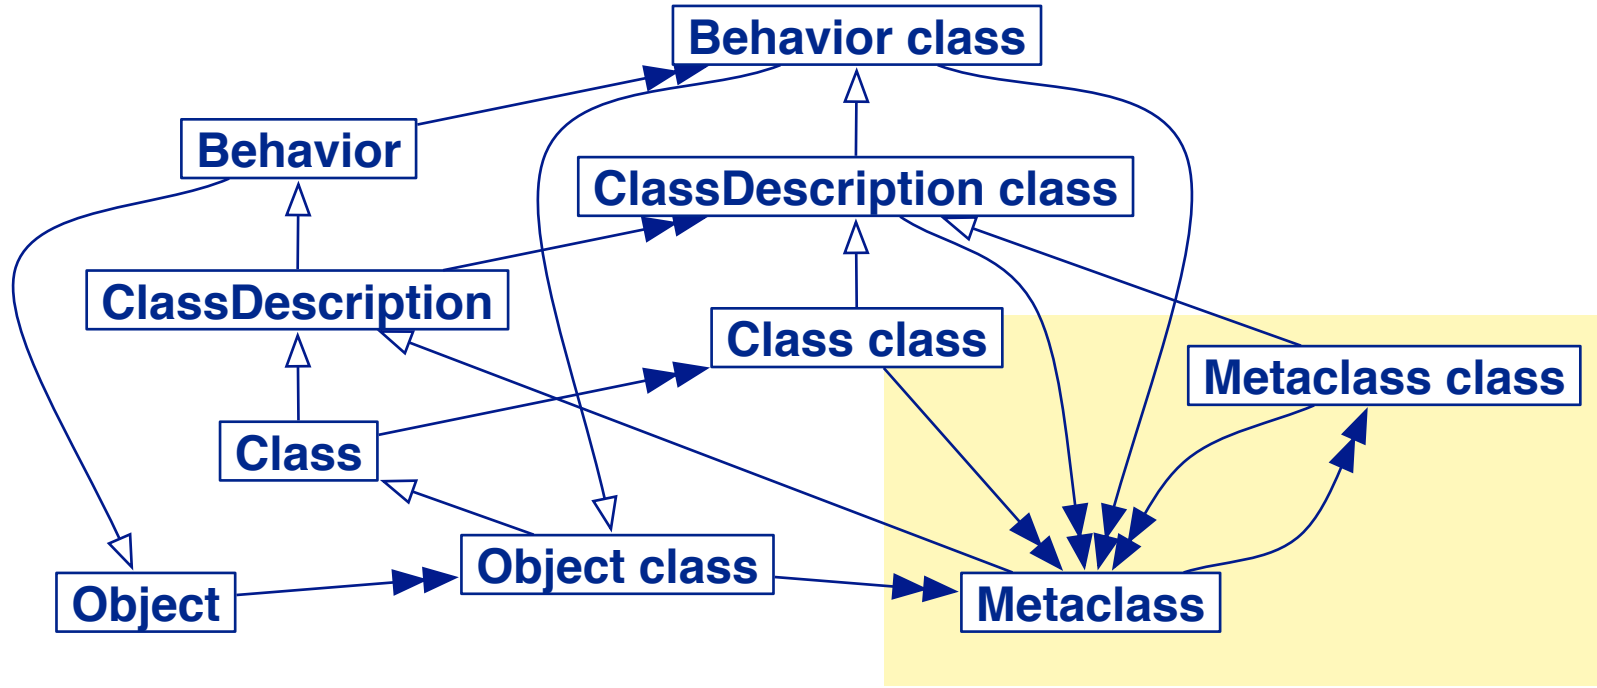 Behavior class
Behavior
ClassDescription class
ClassDescription
Class class
Metaclass class
Class
Object class
Object
Metaclass